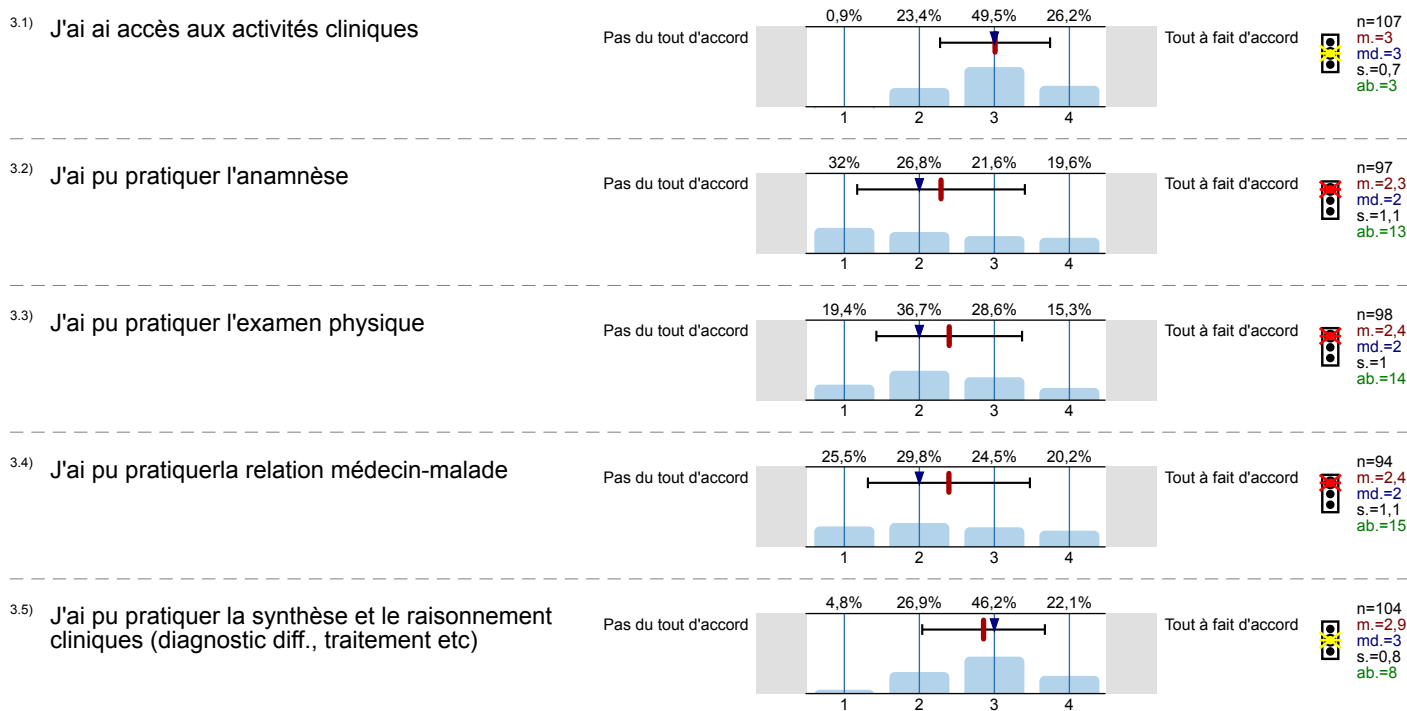 3.1) J'ai ai accès aux activités cliniques
Pas du tout d'accord
0,9% 23,4% 49,5% 26,2%
1 2 3 4
Tout à fait d'accord
n=107
m.=3
md.=3
s.=0,7
ab.=3
3.2) J'ai pu pratiquer l'anamnèse
Pas du tout d'accord
32% 26,8% 21,6% 19,6%
1 2 3 4
Tout à fait d'accord
n=97
m.=2,3
md.=2
s.=1,1
ab.=13
3.3) J'ai pu pratiquer l'examen physique
Pas du tout d'accord
19,4% 36,7% 28,6% 15,3%
1 2 3 4
Tout à fait d'accord
n=98
m.=2,4
md.=2
s.=1
ab.=14
3.4) J'ai pu pratiquerla relation médecin-malade
Pas du tout d'accord
25,5% 29,8% 24,5% 20,2%
1 2 3 4
Tout à fait d'accord
n=94
m.=2,4
md.=2
s.=1,1
ab.=15
3.5) J'ai pu pratiquer la synthèse et le raisonnement
cliniques (diagnostic diff., traitement etc)
Pas du tout d'accord
4,8% 26,9% 46,2% 22,1%
1 2 3 4
Tout à fait d'accord
n=104
m.=2,9
md.=3
s.=0,8
ab.=8